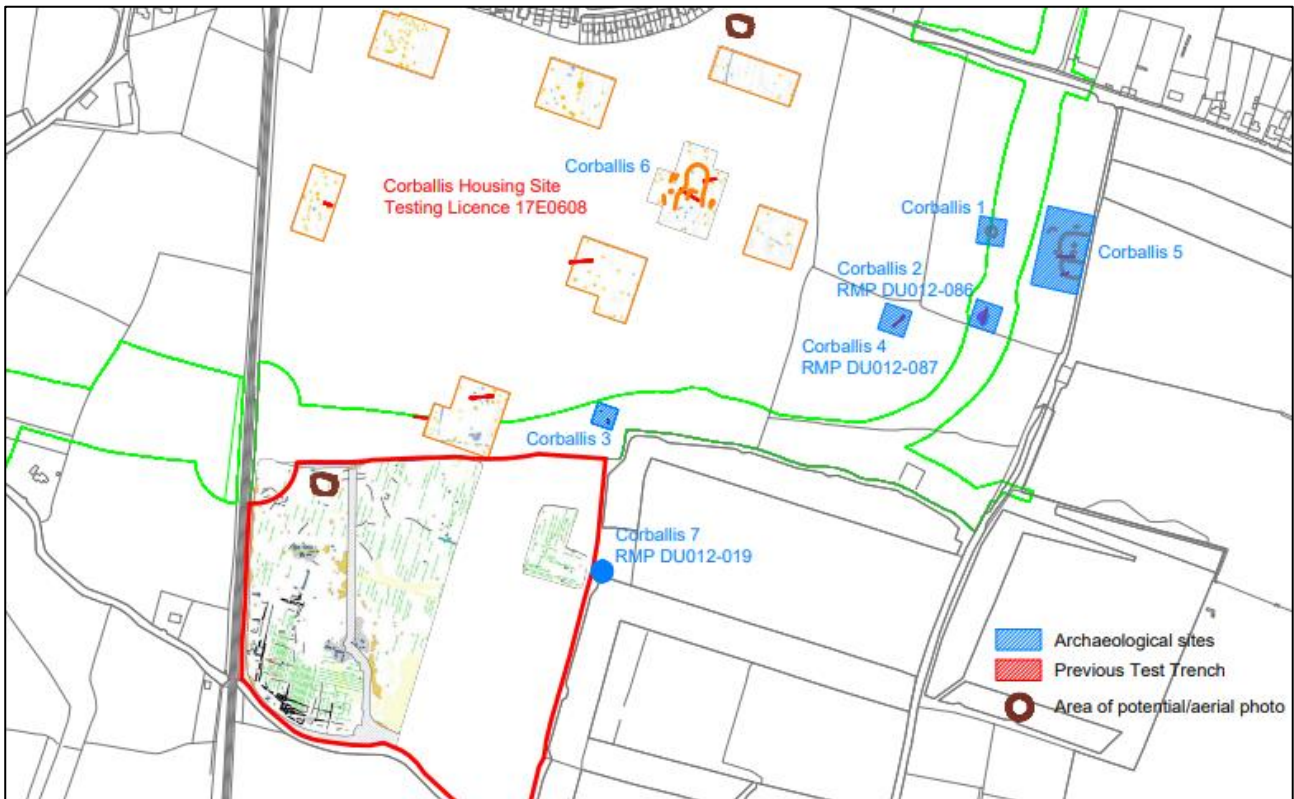 Corballis 6
Corballis Housing Site
Testing Licence 17E0608
Corballis 1
Corballis 5
Corballis 2
RMP DU012-086
Corballis 4
RMP DU012-087
Corballis 3
Corballis 7
RMP DU012-019
Archaeological sites
Previous Test Trench
Area of potential/aerial photo